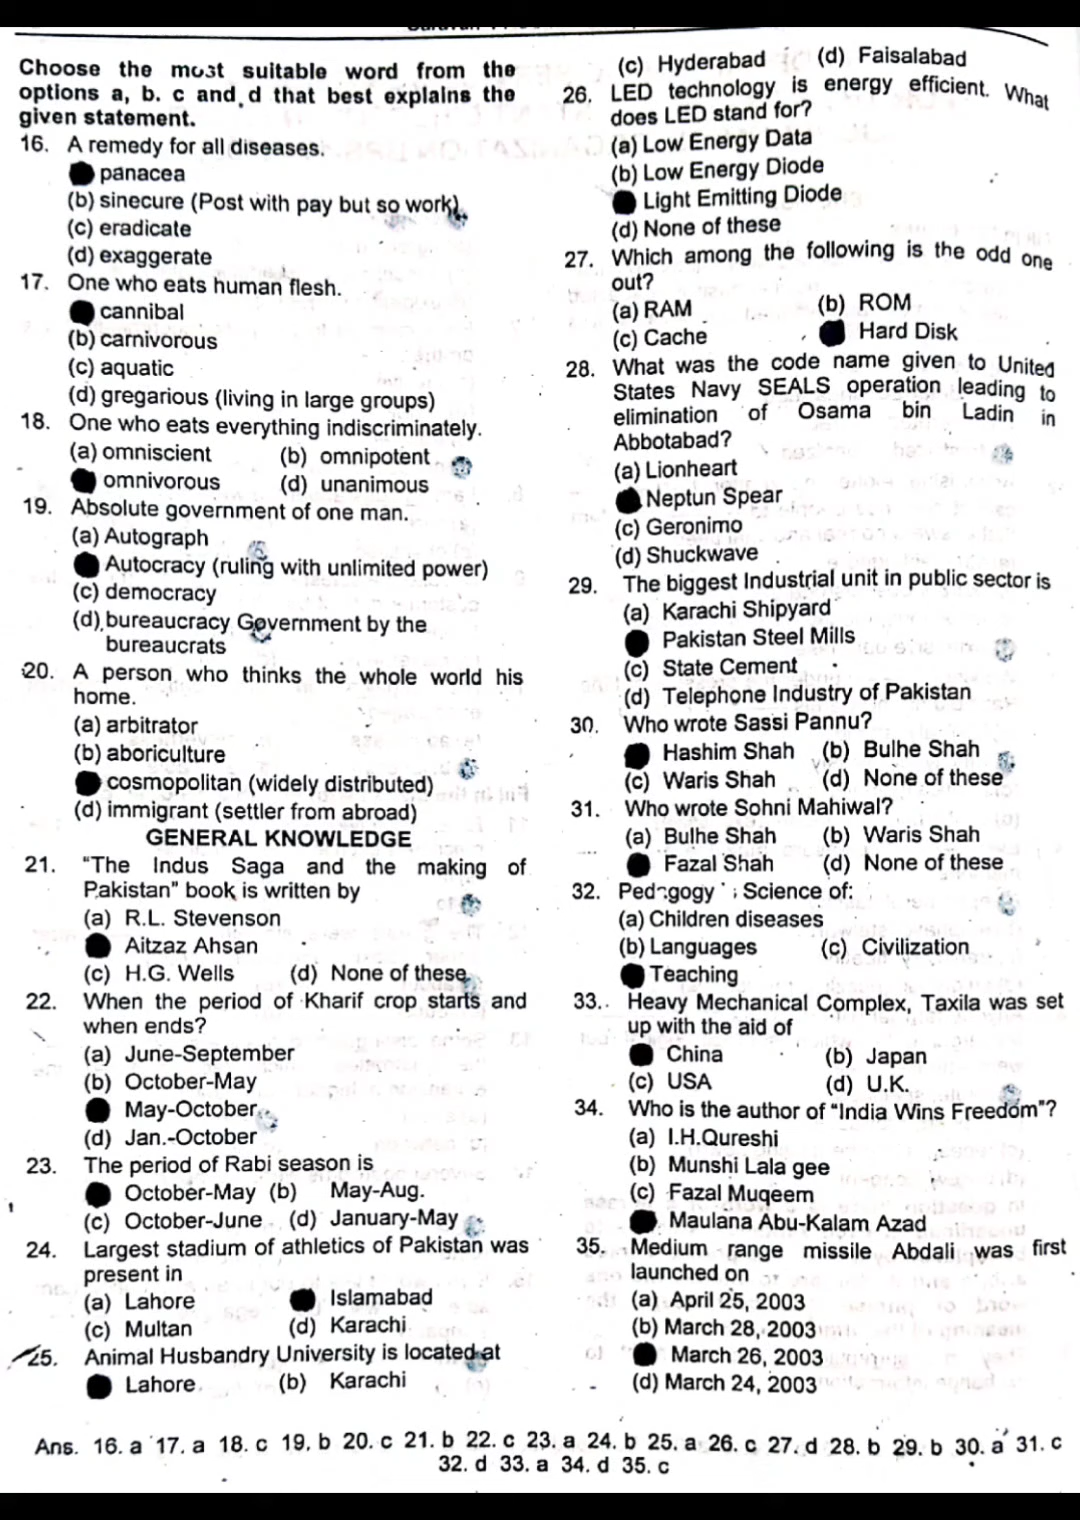 Choose the most suitable word from the
options a, b. c and d that best explains the
given statement.
16. A remedy for all diseases.
panacea
(b) sinecure (Post with pay but so work)
(c) eradicate
(d) exaggerate
17. One who eats human flesh.
cannibal
(b) carnivorous
(c) aquatic
(d) gregarious (living in large groups)
18. One who eats everything indiscriminately.
(a) omniscient (b) omnipotent
omnivorous (d) unanimous
19. Absolute government of one man.
(a) Autograph
Autocracy (ruling with unlimited power)
(c) democracy
(d) bureaucracy Government by the
bureaucrats
20. A person who thinks the whole world his
home.
(a) arbitrator
(b) aboriculture
cosmopolitan (widely distributed)
(d) immigrant (settler from abroad)
GENERAL KNOWLEDGE
21. "The Indus Saga and the making of
Pakistan" book is written by
(a) R.L. Stevenson
Aitzaz Ahsan
(c) H.G. Wells (d) None of these
22. When the period of Kharif crop starts and
when ends?
(a) June-September
(b) October-May
May-October
(d) Jan.-October
23. The period of Rabi season is
October-May (b) May-Aug.
(c) October-June (d) January-May
24. Largest stadium of athletics of Pakistan was
present in
(a) Lahore Islamabad
(c) Multan (d) Karachi
25. Animal Husbandry University is located at
Lahore (b) Karachi
(c) Hyderabad (d) Faisalabad
26. LED technology is energy efficient. What
does LED stand for?
(a) Low Energy Data
(b) Low Energy Diode
Light Emitting Diode
(d) None of these
27. Which among the following is the odd one
out?
(a) RAM (b) ROM
(c) Cache Hard Disk
28. What was the code name given to United
States Navy SEALS operation leading to
elimination of Osama bin Ladin in
Abbotabad?
(a) Lionheart
Neptun Spear
(c) Geronimo
(d) Shuckwave
29. The biggest Industrial unit in public sector is
(a) Karachi Shipyard
Pakistan Steel Mills
(c) State Cement
(d) Telephone Industry of Pakistan
30. Who wrote Sassi Pannu?
Hashim Shah (b) Bulhe Shah
(c) Waris Shah (d) None of these
31. Who wrote Sohni Mahiwal?
(a) Bulhe Shah (b) Waris Shah
Fazal Shah (d) None of these
32. Pedagogy : Science of:
(a) Children diseases
(b) Languages (c) Civilization
Teaching
33. Heavy Mechanical Complex, Taxila was set
up with the aid of
China (b) Japan
(c) USA (d) U.K.
34. Who is the author of "India Wins Freedom"?
(a) I.H.Qureshi
(b) Munshi Lala gee
(c) Fazal Muqeem
Maulana Abu-Kalam Azad
35. Medium range missile Abdali was first
launched on
(a) April 25, 2003
(b) March 28, 2003
March 26, 2003
(d) March 24, 2003
Ans. 16. a 17. a 18. c 19. b 20. c 21. b 22. c 23. a 24. b 25. a 26. c 27. d 28. b 29. b 30. a 31. c
32. d 33. a 34. d 35. c